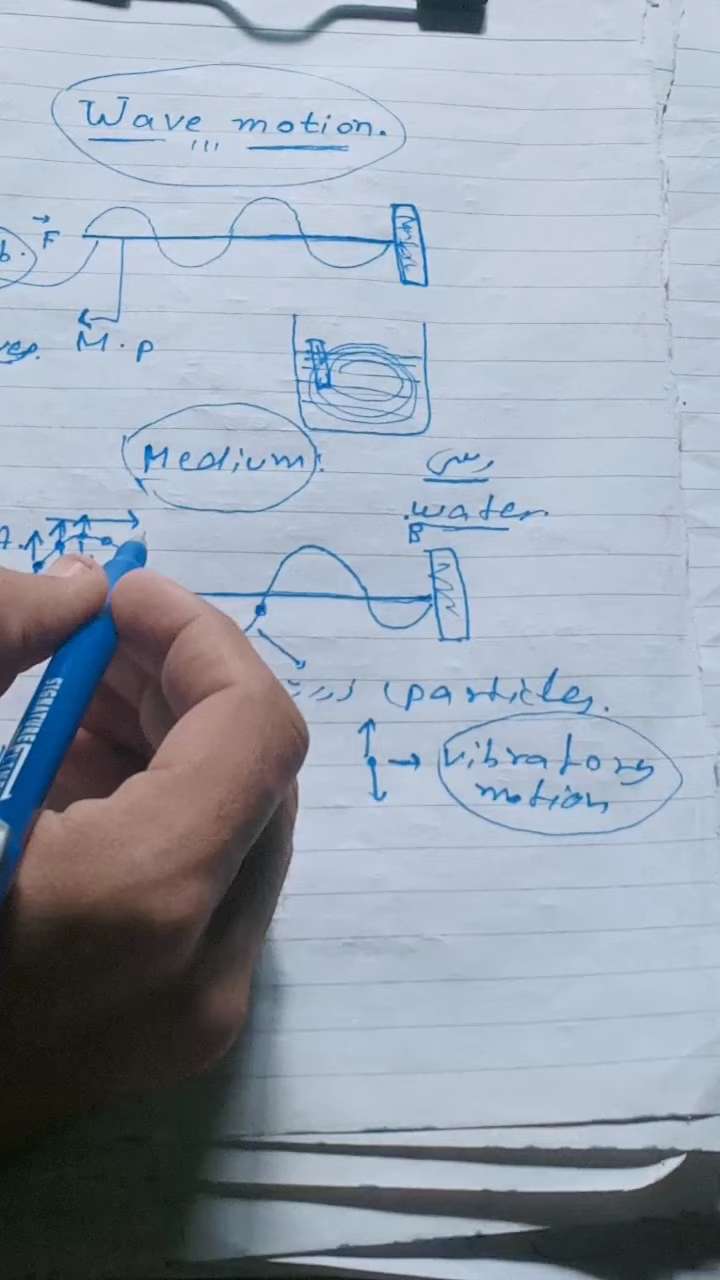 Wave motion.
b. F
M.p
Medium:
رسی
water.
A. B
(particles.
vibratory
motion